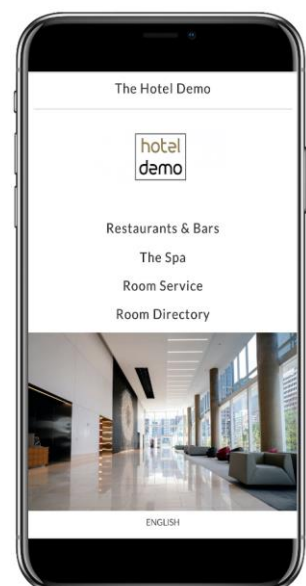 The Hotel Demo
hotel
demo
Restaurants & Bars
The Spa
Room Service
Room Directory
ENGLISH